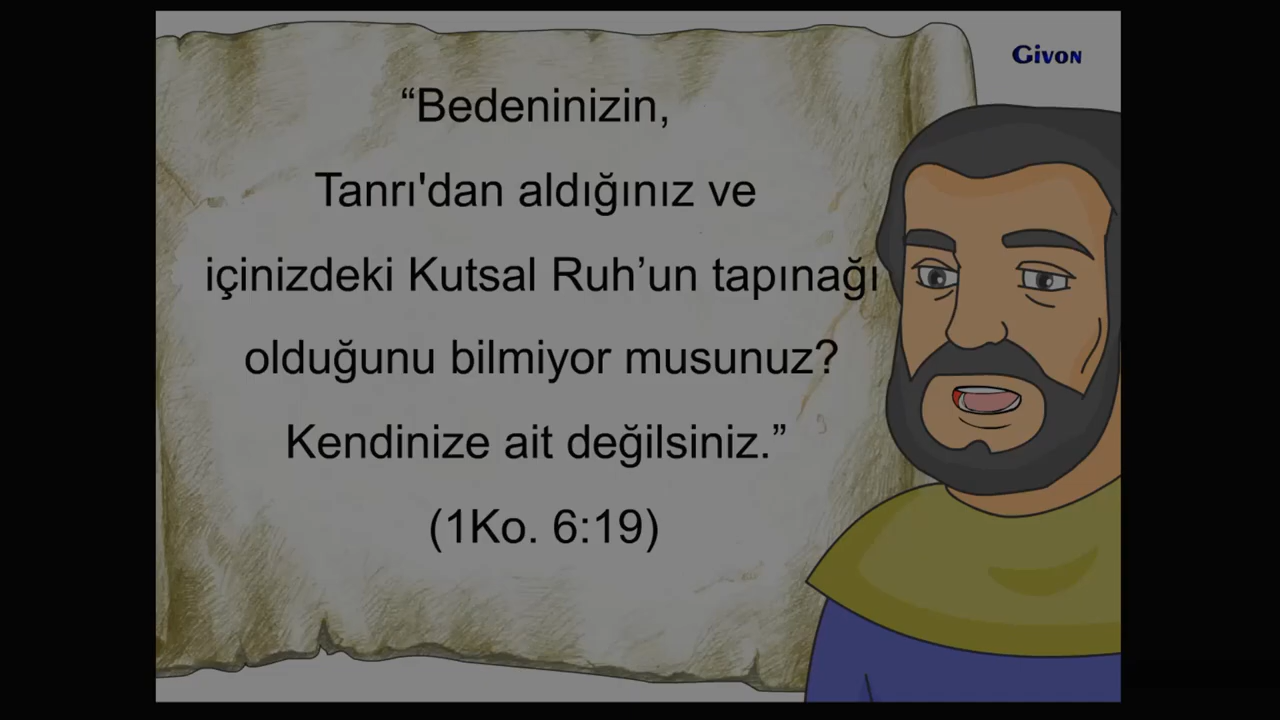 Givon
“Bedeninizin,
Tanrı'dan aldığınız ve
içinizdeki Kutsal Ruh’un tapınağı
olduğunu bilmiyor musunuz?
Kendinize ait değilsiniz.”
(1Ko. 6:19)